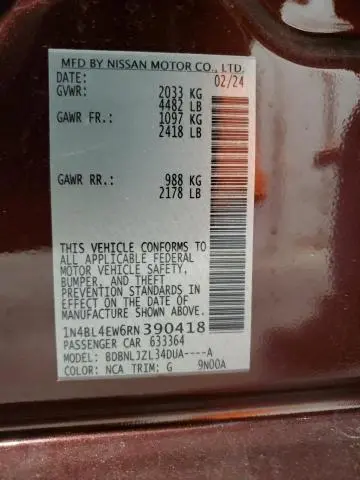 MFD BY NISSAN MOTOR CO., LTD.
DATE: 02/24
GVWR: 2033 KG
4482 LB
GAWR FR.: 1097 KG
2418 LB
GAWR RR.: 988 KG
2178 LB
THIS VEHICLE CONFORMS TO
ALL APPLICABLE FEDERAL
MOTOR VEHICLE SAFETY,
BUMPER, AND THEFT
PREVENTION STANDARDS IN
EFFECT ON THE DATE OF
MANUFACTURE SHOWN ABOVE.
1N4BL4EW6RN390418
PASSENGER CAR 633364
MODEL: BDBNLJZL34DUA----A
COLOR: NCA TRIM: G 9N00A